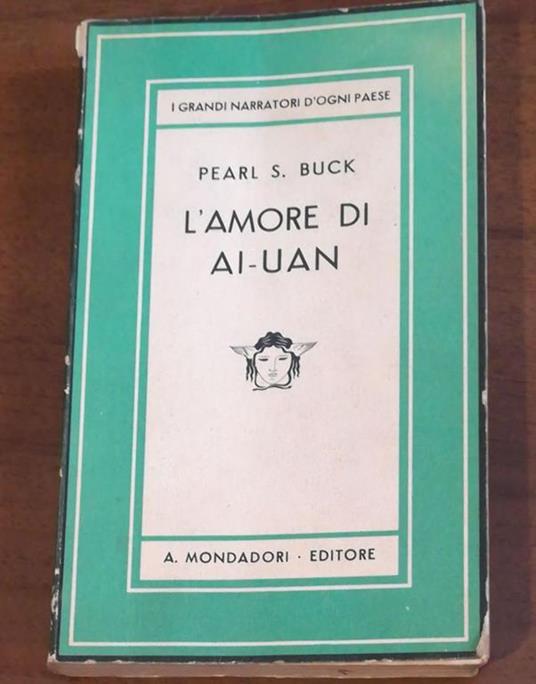 I GRANDI NARRATORI D'OGNI PAESE
PEARL S. BUCK
L'AMORE DI
AI-UAN
A. MONDADORI · EDITORE